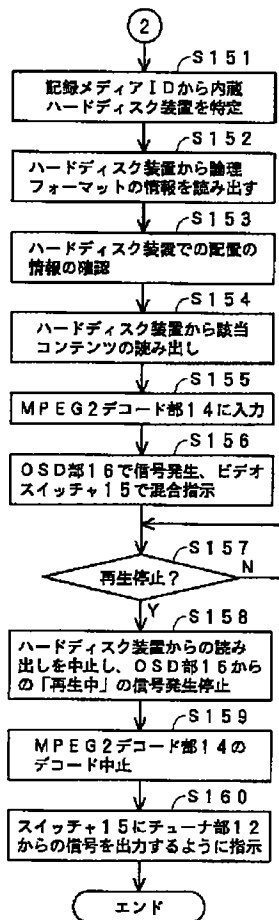 2
S151
記録メディアIDから内蔵
ハードディスク装置を特定
S152
ハードディスク装置から論理
フォーマットの情報を読み出す
S153
ハードディスク装置での配置の
情報の確認
S154
ハードディスク装置から該当
コンテンツの読み出し
S155
MPEG2デコード部14に入力
S156
OSD部16で信号発生、ビデオ
スイッチャ15で混合指示
S157
再生停止?
N
Y
S158
ハードディスク装置からの読み
出しを中止し、OSD部16から
の「再生中」の信号発生停止
S159
MPEG2デコード部14の
デコード中止
S160
スイッチャ15にチューナ部12
からの信号を出力するように指示
エンド